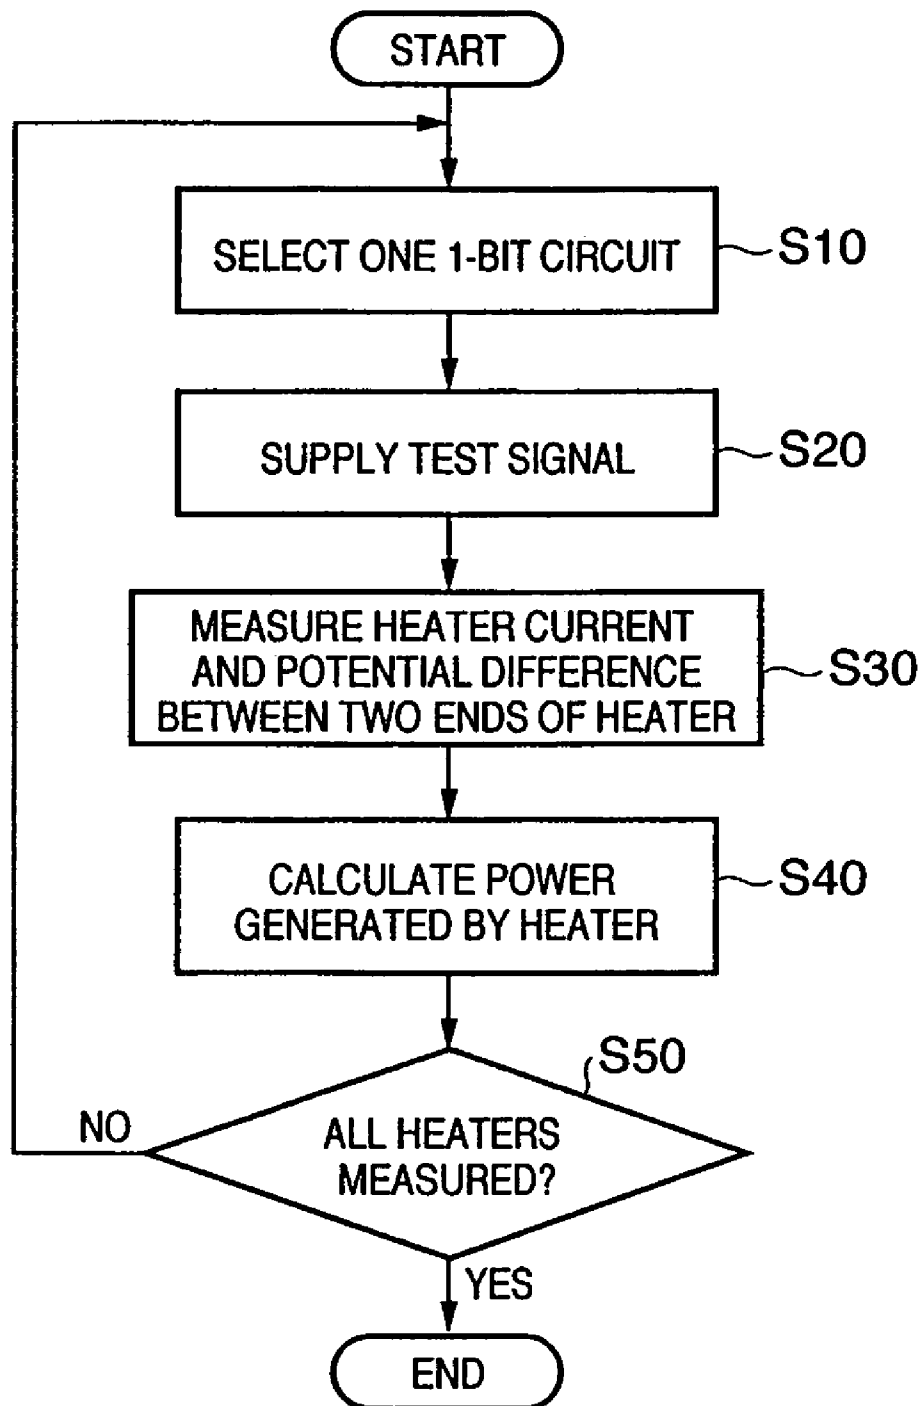 START
SELECT ONE 1-BIT CIRCUIT
S10
SUPPLY TEST SIGNAL
S20
MEASURE HEATER CURRENT
AND POTENTIAL DIFFERENCE
BETWEEN TWO ENDS OF HEATER
S30
CALCULATE POWER
GENERATED BY HEATER
S40
S50
ALL HEATERS
MEASURED?
NO
YES
END